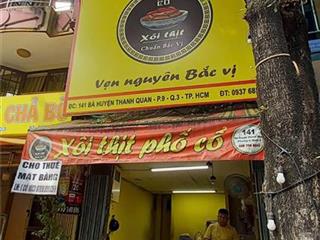 CỔ
Xôi thịt
Chuẩn Bắc Vị
Vẹn nguyên Bắc vị
ĐC: 141 BÀ HUYỆN THANH QUAN - P.9 - Q.3 - TP. HCM
ĐT: 0937 68
CHẢ BÒ
Xôi thịt phố cổ
141
CHO THUÊ
MẶT BẰNG